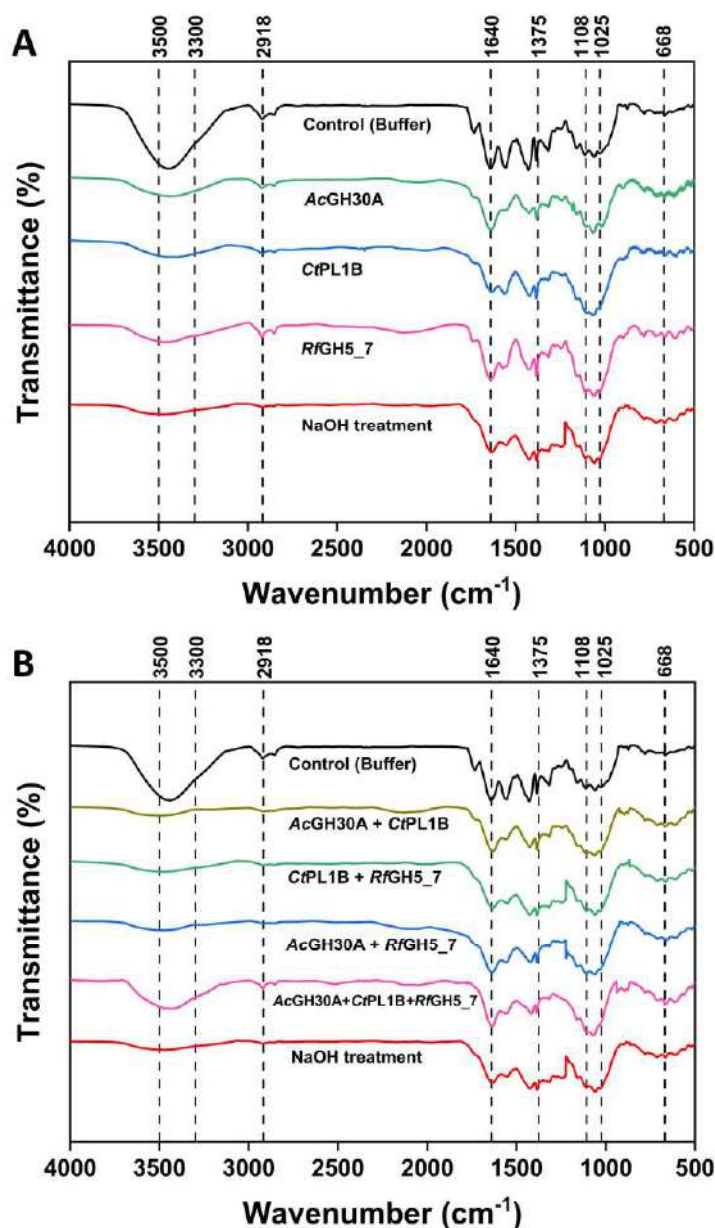 A
3500
3300
2918
1640
1375
1108
1025
668
Control (Buffer)
AcGH30A
CtPL1B
RfGH5_7
NaOH treatment
Transmittance (%)
4000 3500 3000 2500 2000 1500 1000 500
Wavenumber (cm⁻¹)
B
3500
3300
2918
1640
1375
1108
1025
668
Control (Buffer)
AcGH30A + CtPL1B
CtPL1B + RfGH5_7
AcGH30A + RfGH5_7
AcGH30A+CtPL1B+RfGH5_7
NaOH treatment
Transmittance (%)
4000 3500 3000 2500 2000 1500 1000 500
Wavenumber (cm⁻¹)